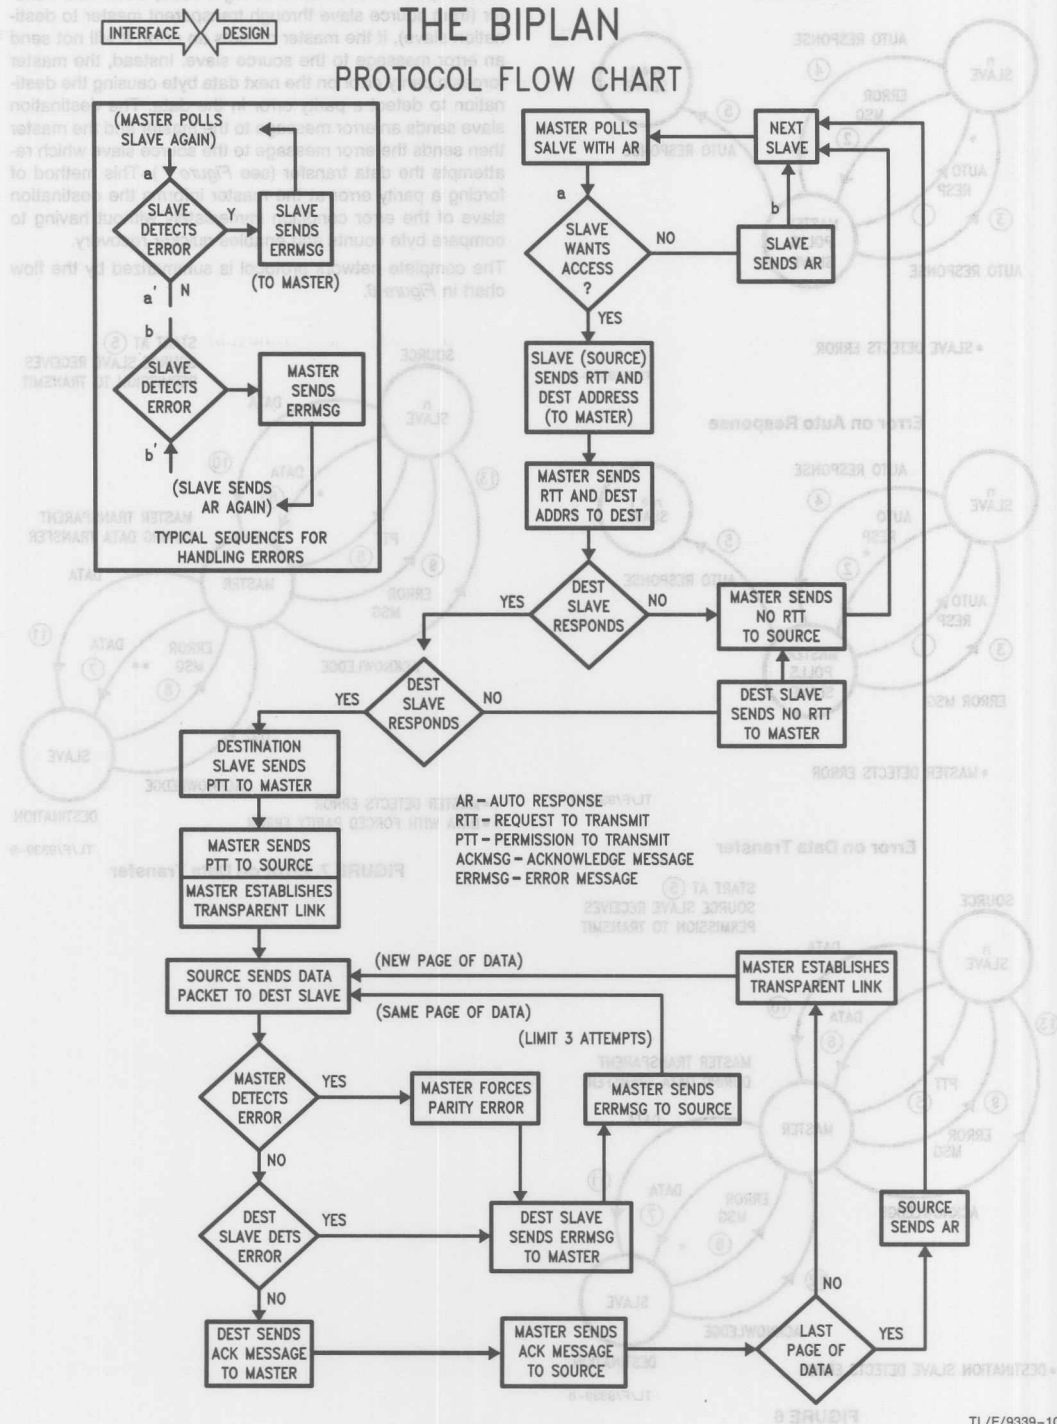 THE BIPLAN
INTERFACE
DESIGN
PROTOCOL FLOW CHART
(MASTER POLLS
SLAVE AGAIN)
a
SLAVE
DETECTS
ERROR
Y
SLAVE
SENDS
ERRMSG
(TO MASTER)
N
a'
b
SLAVE
DETECTS
ERROR
MASTER
SENDS
ERRMSG
b'
(SLAVE SENDS
AR AGAIN)
TYPICAL SEQUENCES FOR
HANDLING ERRORS
MASTER POLLS
SALVE WITH AR
NEXT
SLAVE
a
b
SLAVE
WANTS
ACCESS
?
NO
SLAVE
SENDS AR
YES
SLAVE (SOURCE)
SENDS RTT AND
DEST ADDRESS
(TO MASTER)
MASTER SENDS
RTT AND DEST
ADDRS TO DEST
YES
DEST
SLAVE
RESPONDS
NO
MASTER SENDS
NO RTT
TO SOURCE
YES
DEST
SLAVE
RESPONDS
NO
DEST SLAVE
SENDS NO RTT
TO MASTER
DESTINATION
SLAVE SENDS
PTT TO MASTER
MASTER SENDS
PTT TO SOURCE
MASTER ESTABLISHES
TRANSPARENT LINK
AR – AUTO RESPONSE
RTT – REQUEST TO TRANSMIT
PTT – PERMISSION TO TRANSMIT
ACKMSG – ACKNOWLEDGE MESSAGE
ERRMSG – ERROR MESSAGE
SOURCE SENDS DATA
PACKET TO DEST SLAVE
(NEW PAGE OF DATA)
MASTER ESTABLISHES
TRANSPARENT LINK
(SAME PAGE OF DATA)
(LIMIT 3 ATTEMPTS)
MASTER
DETECTS
ERROR
YES
MASTER FORCES
PARITY ERROR
MASTER SENDS
ERRMSG TO SOURCE
NO
DEST
SLAVE DETS
ERROR
YES
DEST SLAVE
SENDS ERRMSG
TO MASTER
SOURCE
SENDS AR
NO
DEST SENDS
ACK MESSAGE
TO MASTER
MASTER SENDS
ACK MESSAGE
TO SOURCE
NO
LAST
PAGE OF
DATA
YES
TL/F/9339–10